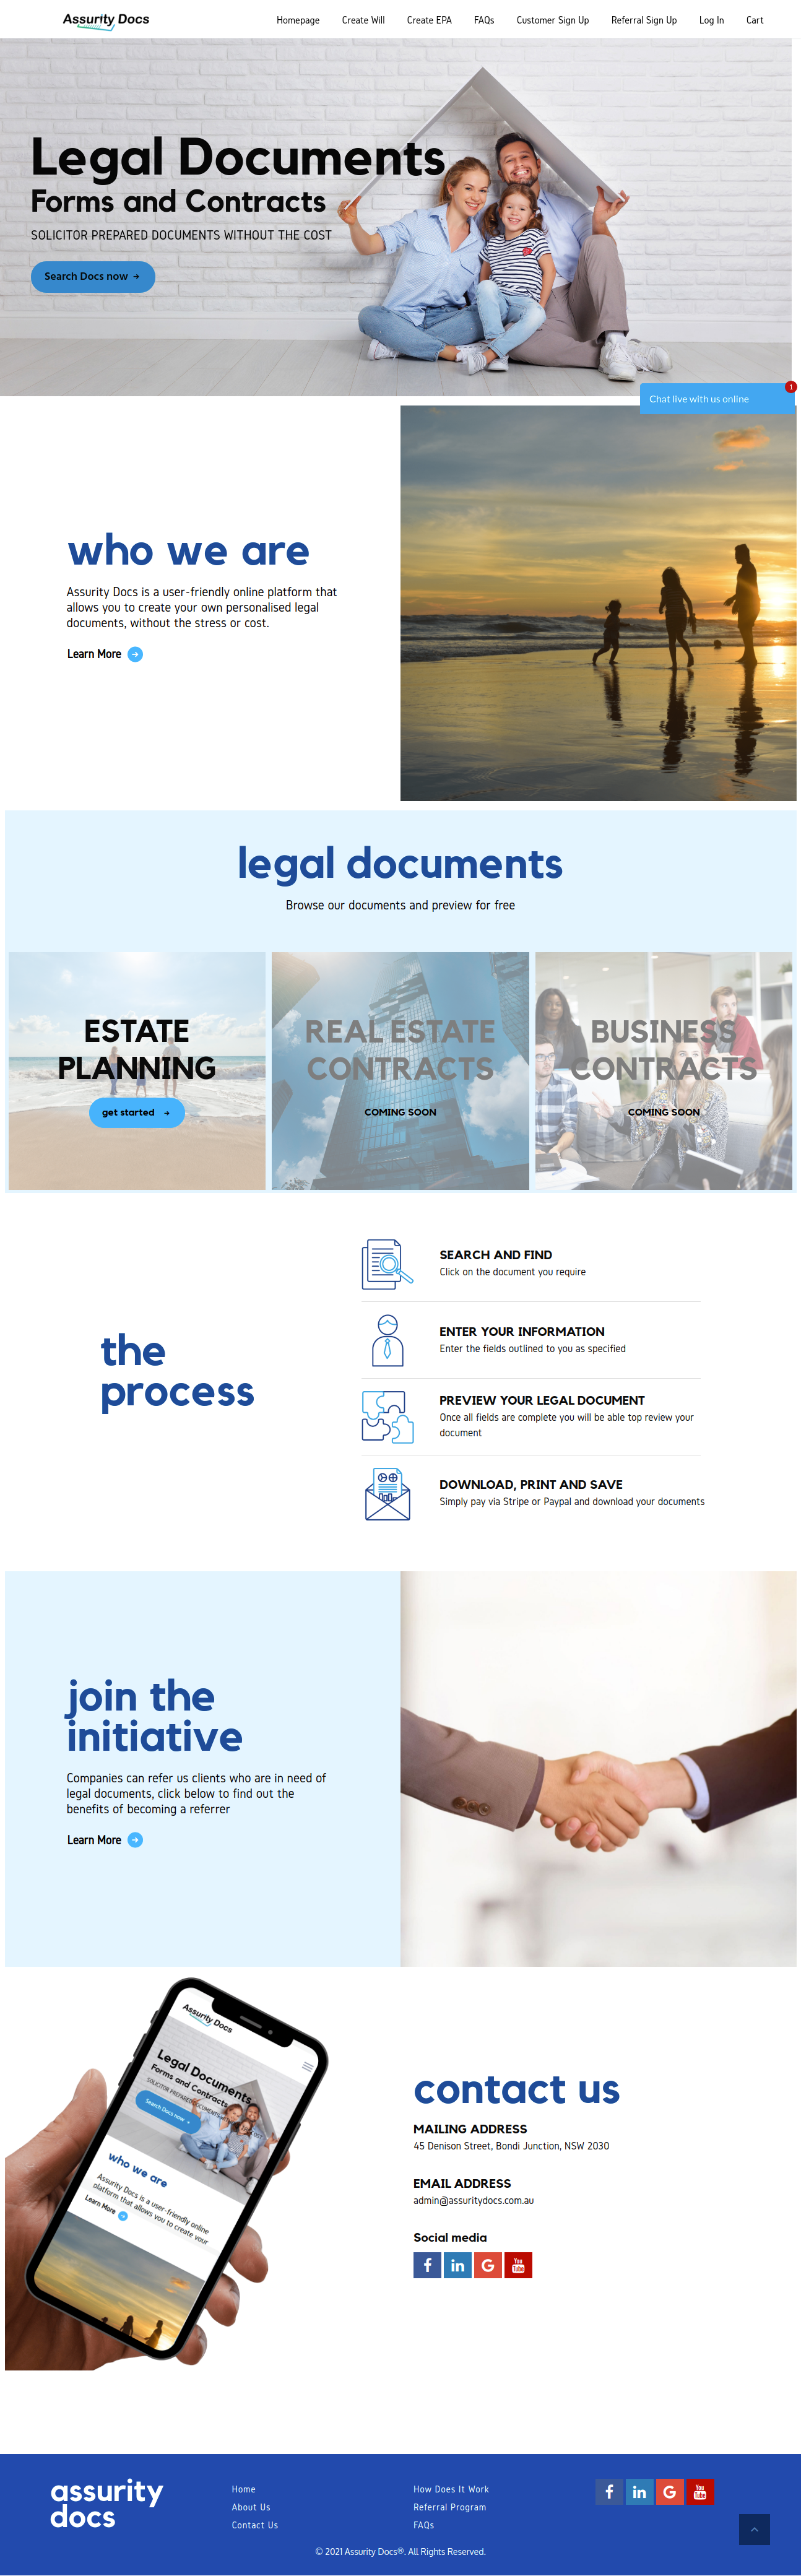 Assurity Docs
Homepage Create Will Create EPA FAQs Customer Sign Up Referral Sign Up Log In Cart
Legal Documents
Forms and Contracts
SOLICITOR PREPARED DOCUMENTS WITHOUT THE COST
Search Docs now
1
Chat live with us online
who we are
Assurity Docs is a user-friendly online platform that
allows you to create your own personalised legal
documents, without the stress or cost.
Learn More
legal documents
Browse our documents and preview for free
ESTATE
PLANNING
get started
REAL ESTATE
CONTRACTS
COMING SOON
BUSINESS
CONTRACTS
COMING SOON
the
process
SEARCH AND FIND
Click on the document you require
ENTER YOUR INFORMATION
Enter the fields outlined to you as specified
PREVIEW YOUR LEGAL DOCUMENT
Once all fields are complete you will be able top review your
document
DOWNLOAD, PRINT AND SAVE
Simply pay via Stripe or Paypal and download your documents
join the
initiative
Companies can refer us clients who are in need of
legal documents, click below to find out the
benefits of becoming a referrer
Learn More
Assurity Docs
Legal Documents
Forms and Contracts
SOLICITOR PREPARED DOCUMENTS
Search Docs now
who we are
Assurity Docs is a user-friendly online
platform that allows you to create your
Learn More
contact us
MAILING ADDRESS
45 Denison Street, Bondi Junction, NSW 2030
EMAIL ADDRESS
admin@assuritydocs.com.au
Social media
f in G You Tube
assurity
docs
Home
About Us
Contact Us
How Does It Work
Referral Program
FAQs
f in G You Tube
© 2021 Assurity Docs®. All Rights Reserved.